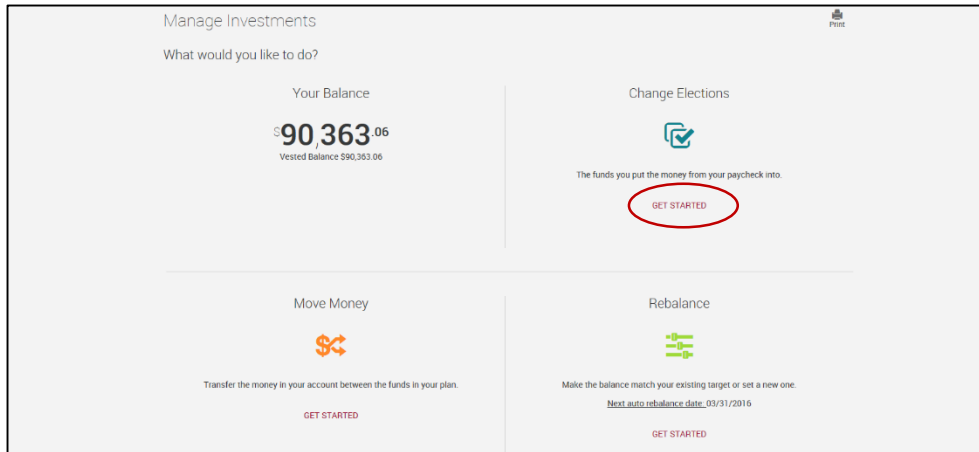 Manage Investments
Print
What would you like to do?
Your Balance
$90,363.06
Vested Balance $90,363.06
Change Elections
The funds you put the money from your paycheck into.
GET STARTED
Move Money
Transfer the money in your account between the funds in your plan.
GET STARTED
Rebalance
Make the balance match your existing target or set a new one.
Next auto rebalance date: 03/31/2016
GET STARTED